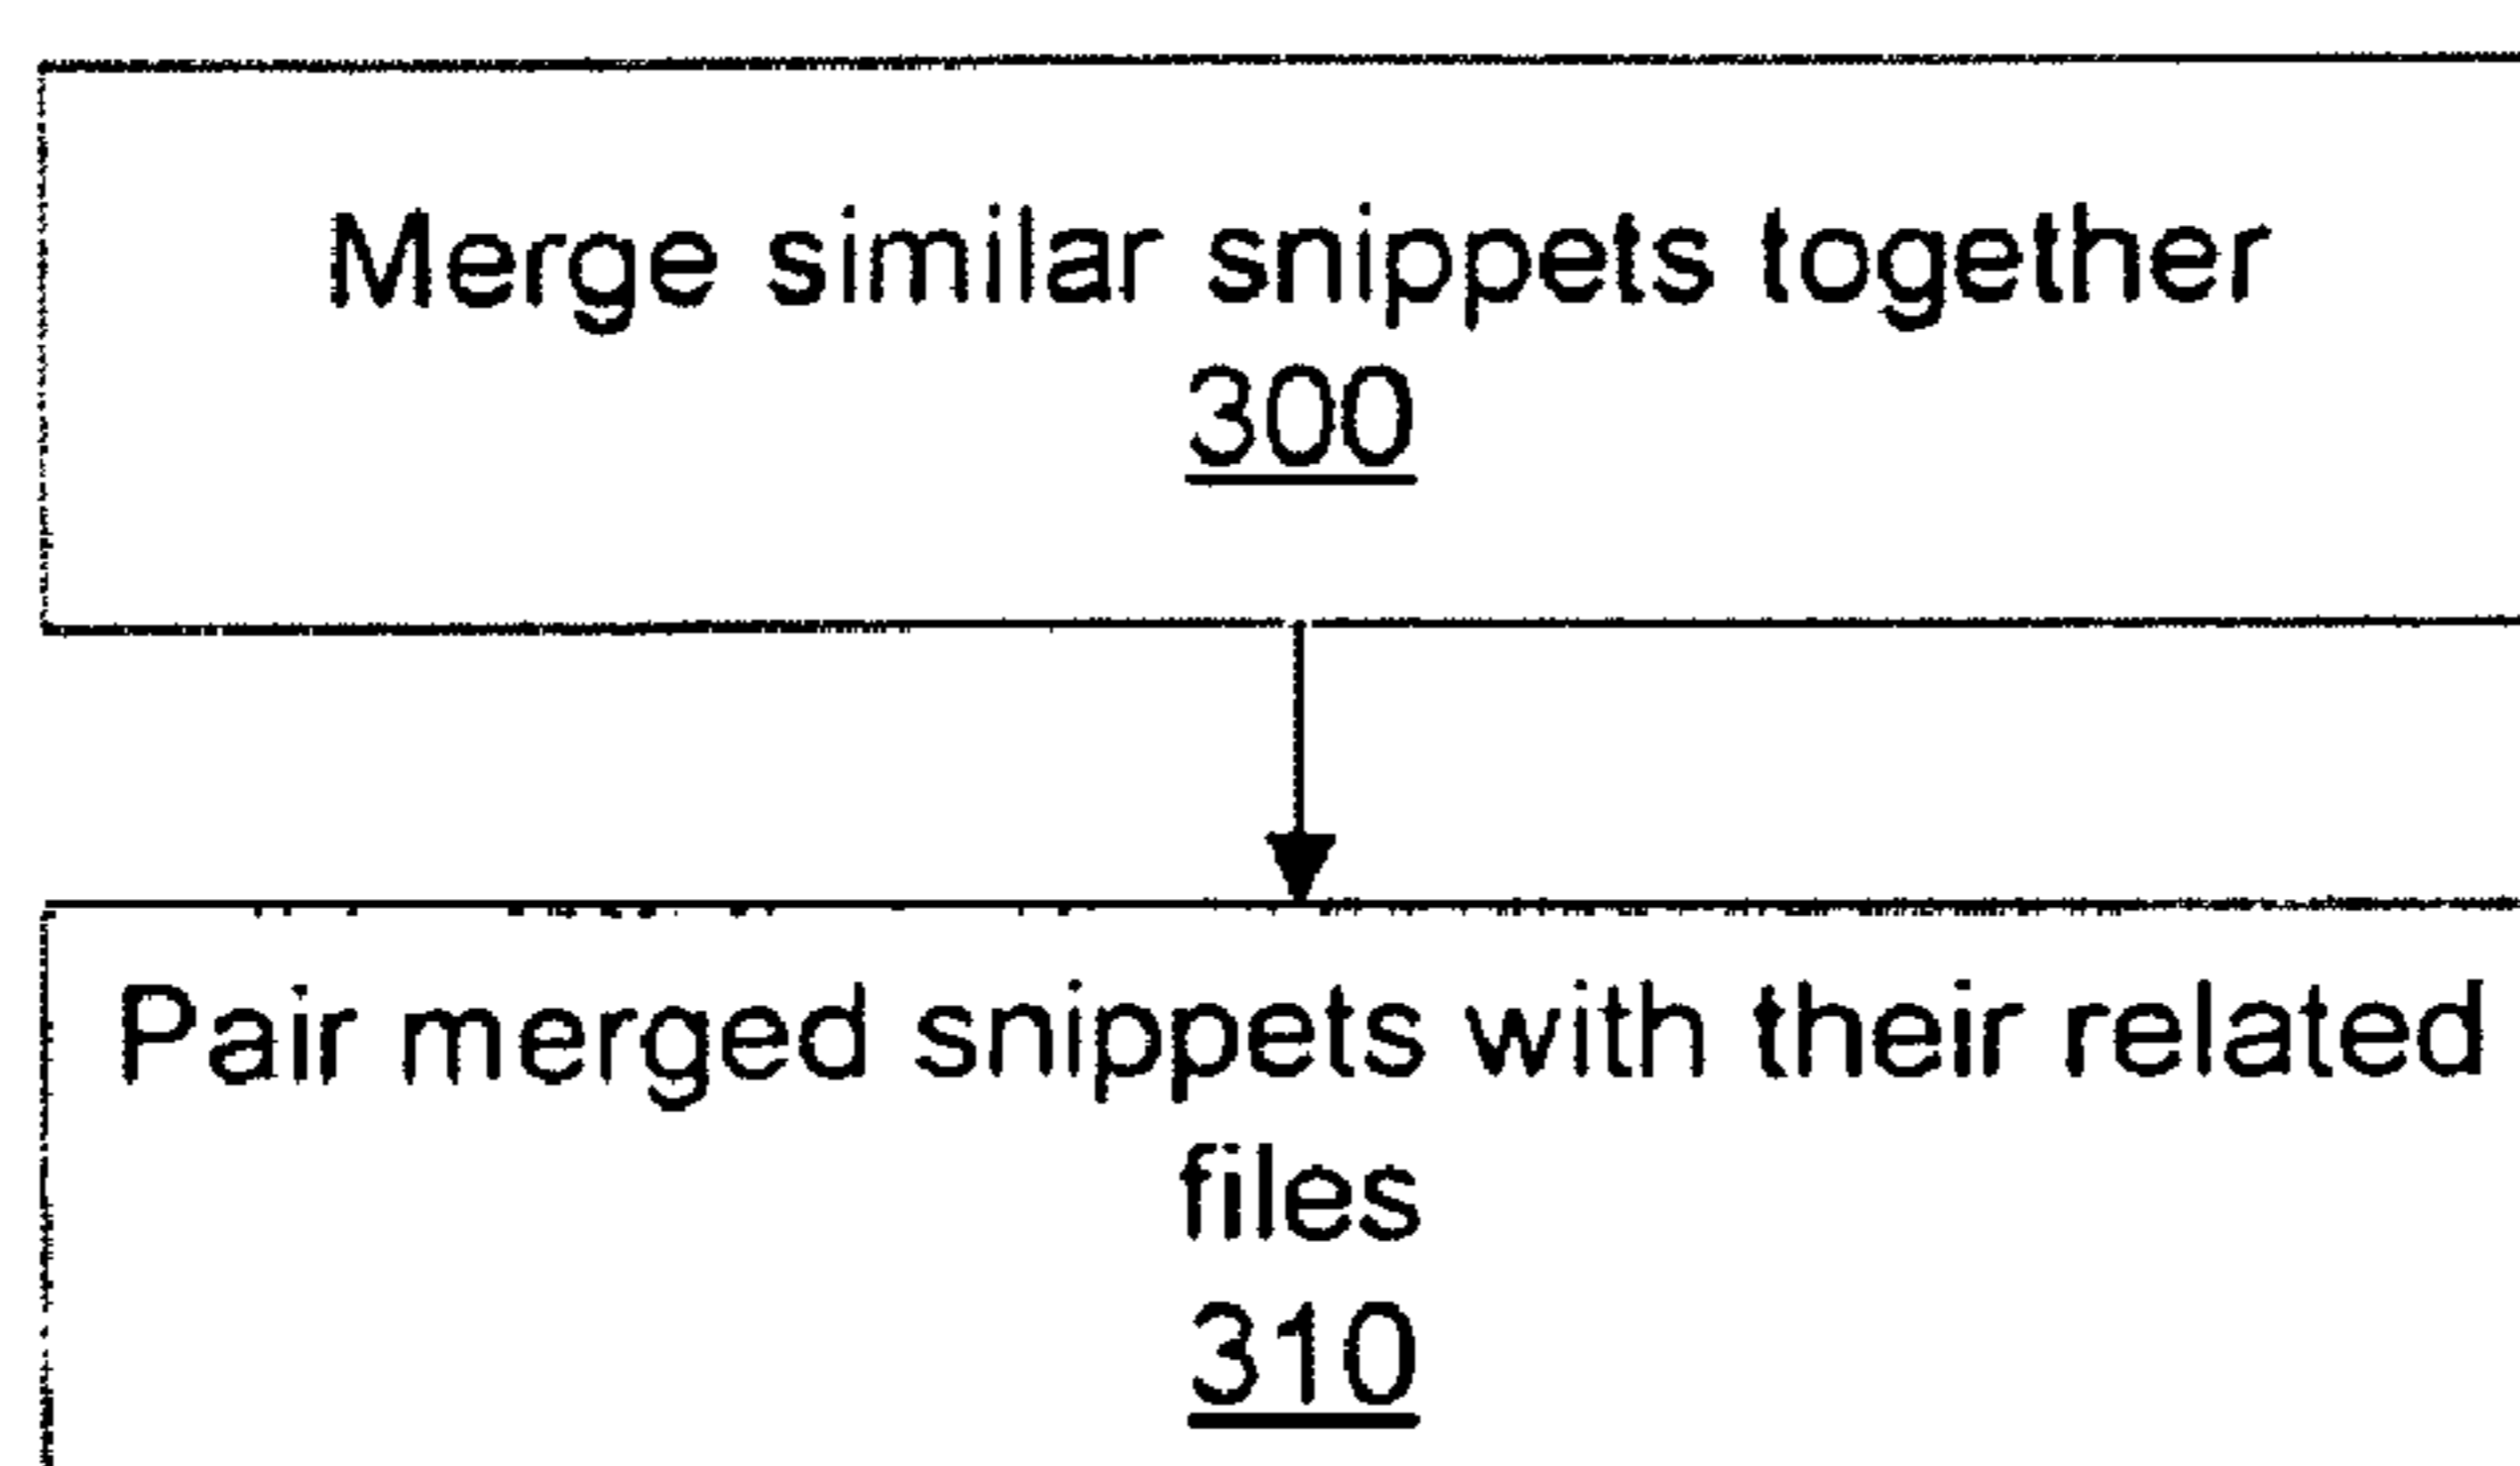 Merge similar snippets together
300
Pair merged snippets with their related
files
310